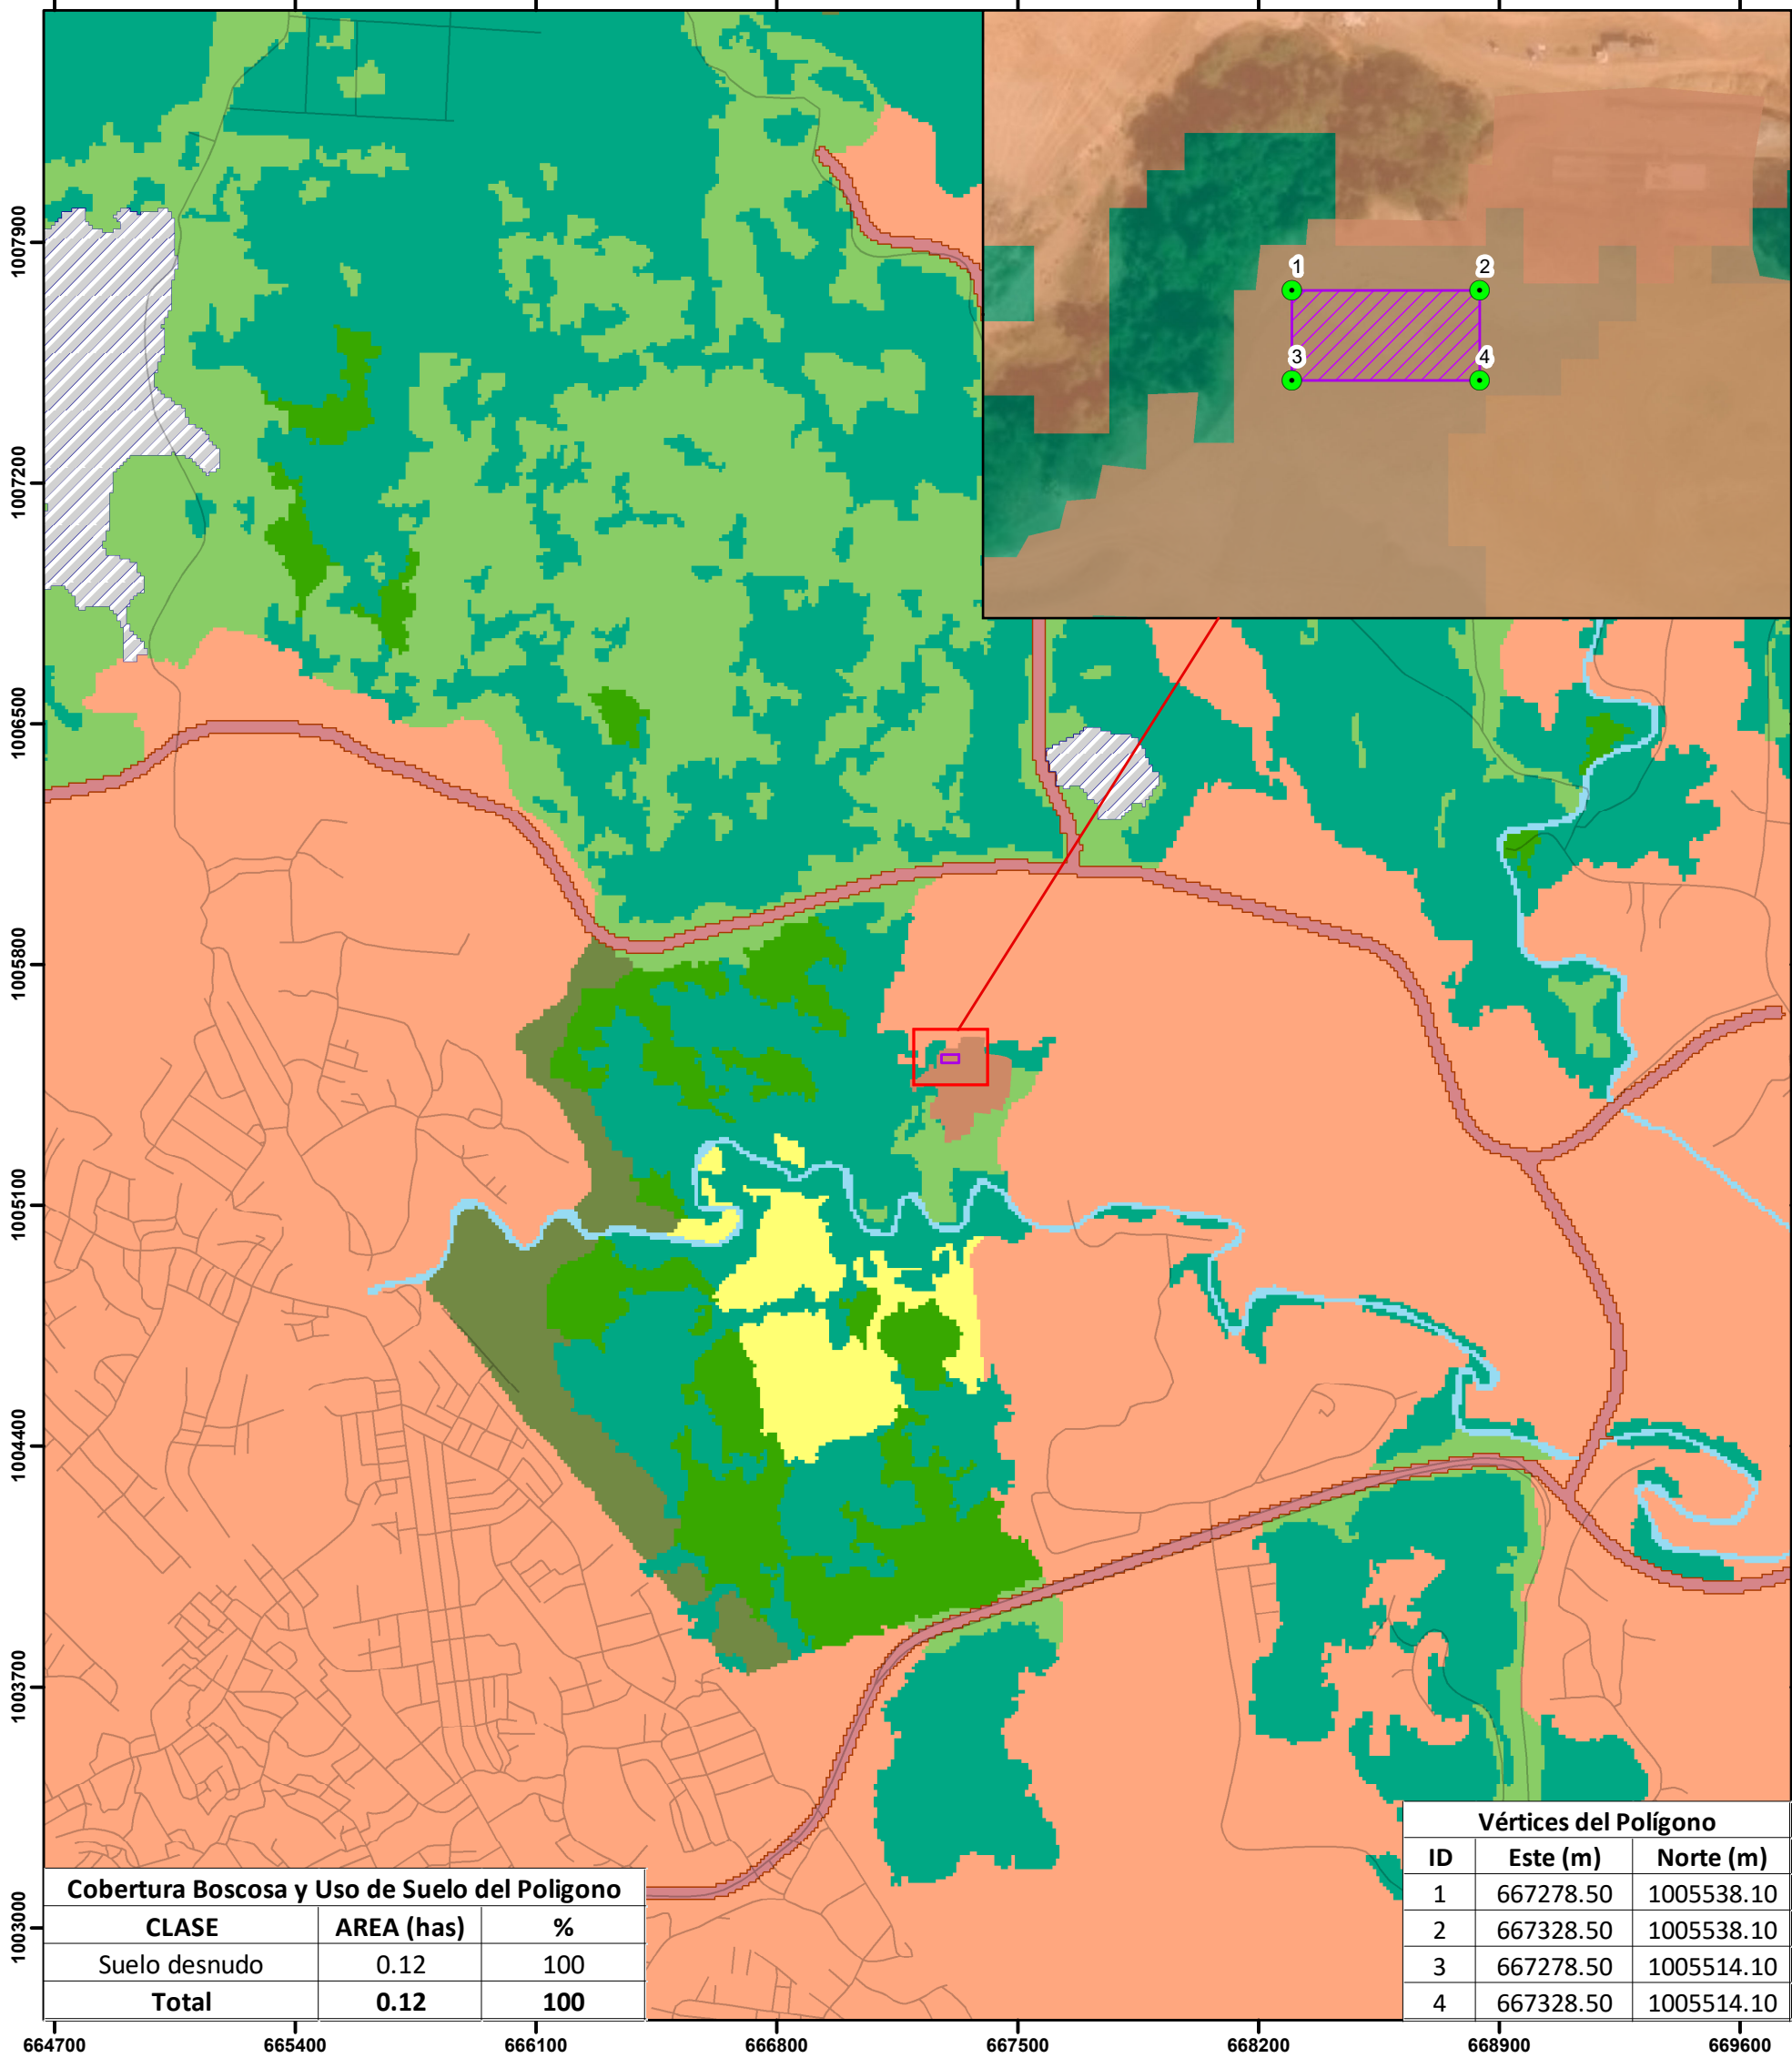 1
2
3
4
1007900
1007200
1006500
1005800
1005100
1004400
1003700
1003000
Cobertura Boscosa y Uso de Suelo del Poligono
CLASE AREA (has) %
Suelo desnudo 0.12 100
Total 0.12 100
Vértices del Polígono
ID Este (m) Norte (m)
1 667278.50 1005538.10
2 667328.50 1005538.10
3 667278.50 1005514.10
4 667328.50 1005514.10
664700 665400 666100 666800 667500 668200 668900 669600